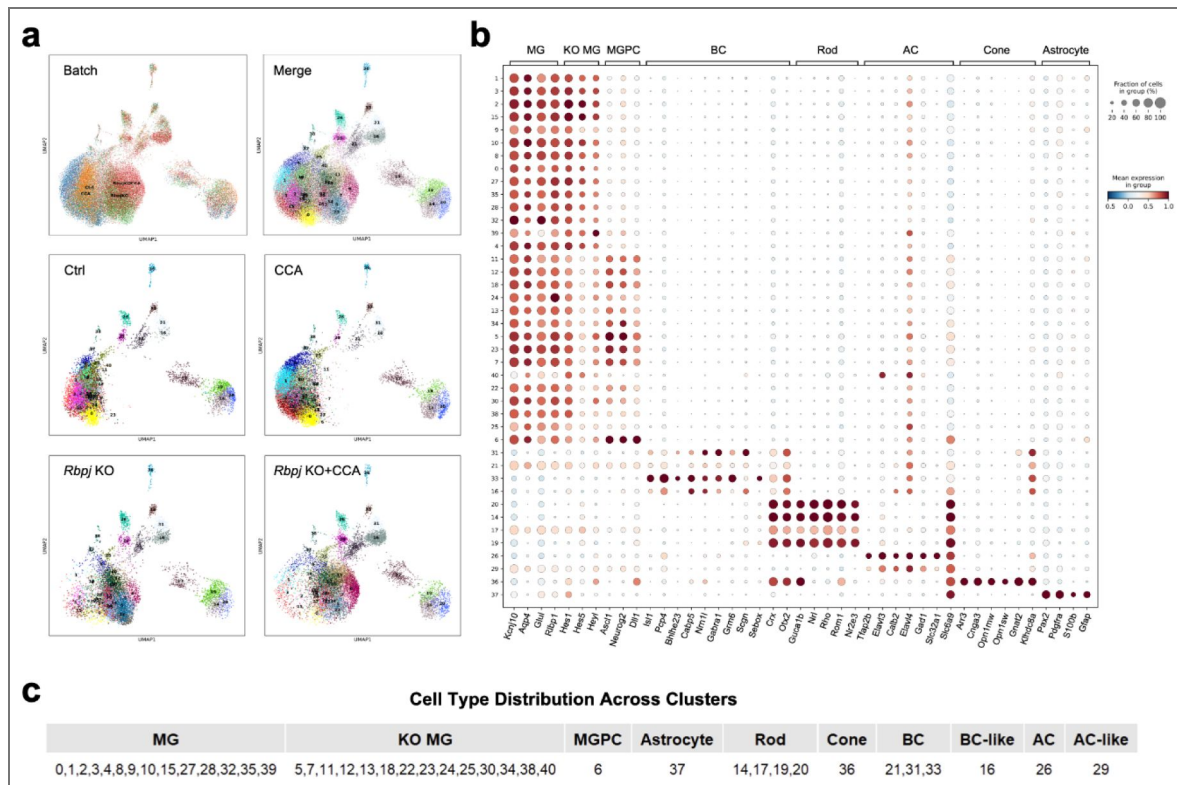 a
b
MG
KO MG
MGPC
BC
Rod
AC
Cone
Astrocyte
Batch
Merge
Ctrl
CCA
Rbpj KO
Rbpj KO+CCA
UMAP1
UMAP2
Fraction of cells
in group (%)
20 40 60 80 100
Mean expression
in group
0.5 0.0 0.5 1.0
1
3
2
15
9
10
8
0
27
35
28
32
39
4
11
12
18
24
13
34
5
23
7
40
22
30
38
25
6
31
21
33
16
20
14
17
19
26
29
36
37
Kcnj10
Aqp4
Glul
Rlbp1
Hes1
Hes5
Heyl
Ascl1
Neurog2
Dll1
Isl1
Pcp4
Bhlhe23
Cabp5
Nrn1l
Gabra1
Grm6
Scgn
Sebox
Crx
Otx2
Guca1b
Nrl
Rho
Rom1
Nr2e3
Tfap2b
Elavl3
Calb2
Elavl4
Gad1
Slc32a1
Slc6a9
Arr3
Cnga3
Opn1mw
Opn1sw
Gnat2
Klhdc8a
Pax2
Pdgfra
S100b
Gfap
c
Cell Type Distribution Across Clusters
MG KO MG MGPC Astrocyte Rod Cone BC BC-like AC AC-like
0,1,2,3,4,8,9,10,15,27,28,32,35,39 5,7,11,12,13,18,22,23,24,25,30,34,38,40 6 37 14,17,19,20 36 21,31,33 16 26 29